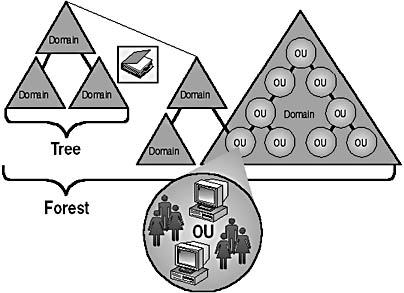 Domain
OU
OU OU
Domain Domain
Domain
OU Domain OU
OU OU OU OU
Tree
Domain
Forest
OU